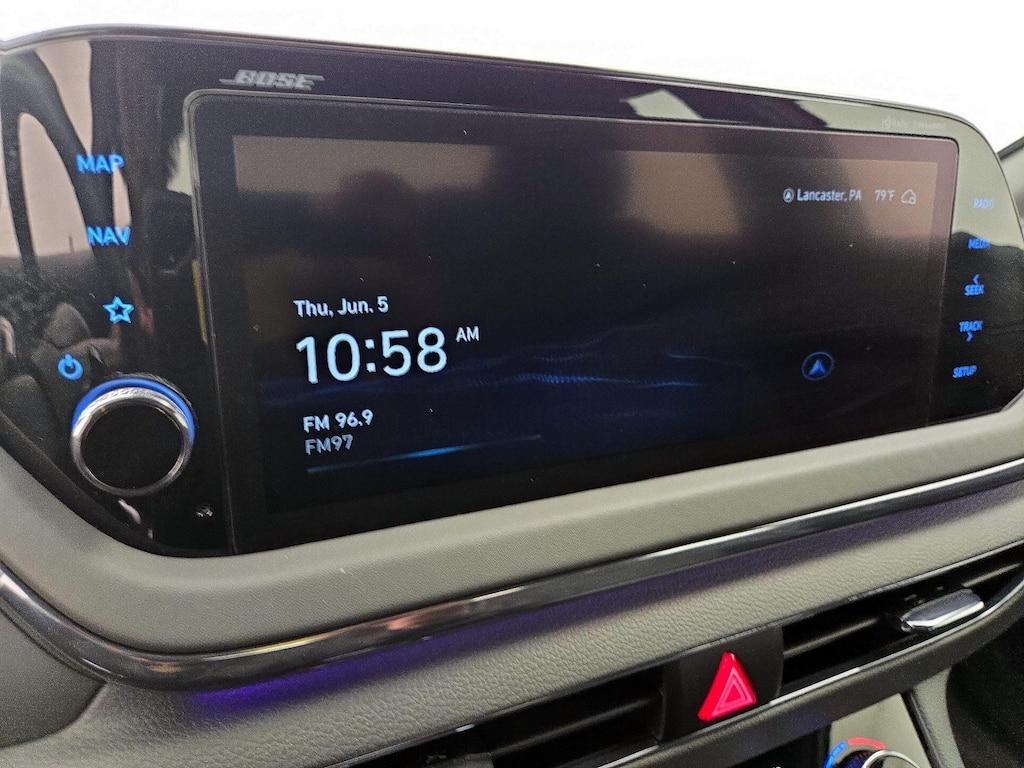 BOSE
MAP
NAV
Lancaster, PA 79°F
Thu, Jun. 5
10:58 AM
FM 96.9
FM97
RADIO
MEDIA
SEEK
TRACK
SETUP